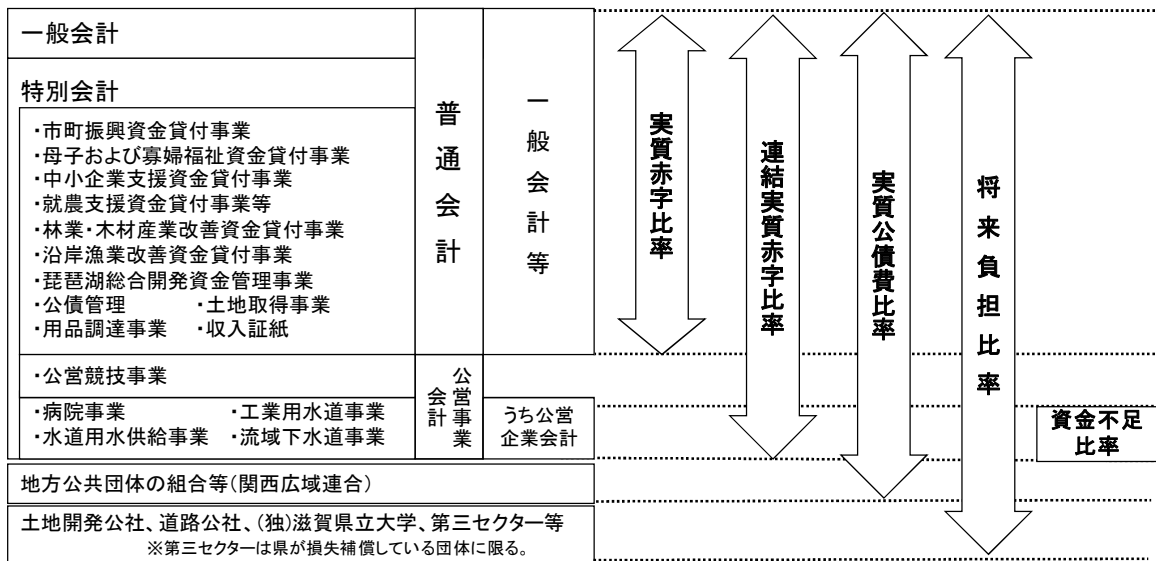 一般会計
特別会計
・市町振興資金貸付事業
・母子および寡婦福祉資金貸付事業
・中小企業支援資金貸付事業
・就農支援資金貸付事業等
・林業・木材産業改善資金貸付事業
・沿岸漁業改善資金貸付事業
・琵琶湖総合開発資金管理事業
・公債管理 ・土地取得事業
・用品調達事業 ・収入証紙
・公営競技事業
・病院事業 ・工業用水道事業
・水道用水供給事業 ・流域下水道事業
地方公共団体の組合等(関西広域連合)
土地開発公社、道路公社、(独)滋賀県立大学、第三セクター等
※第三セクターは県が損失補償している団体に限る。
普通会計
公営事業
会計
一般会計等
うち公営
企業会計
実質赤字比率
連結実質赤字比率
実質公債費比率
将来負担比率
資金不足
比率